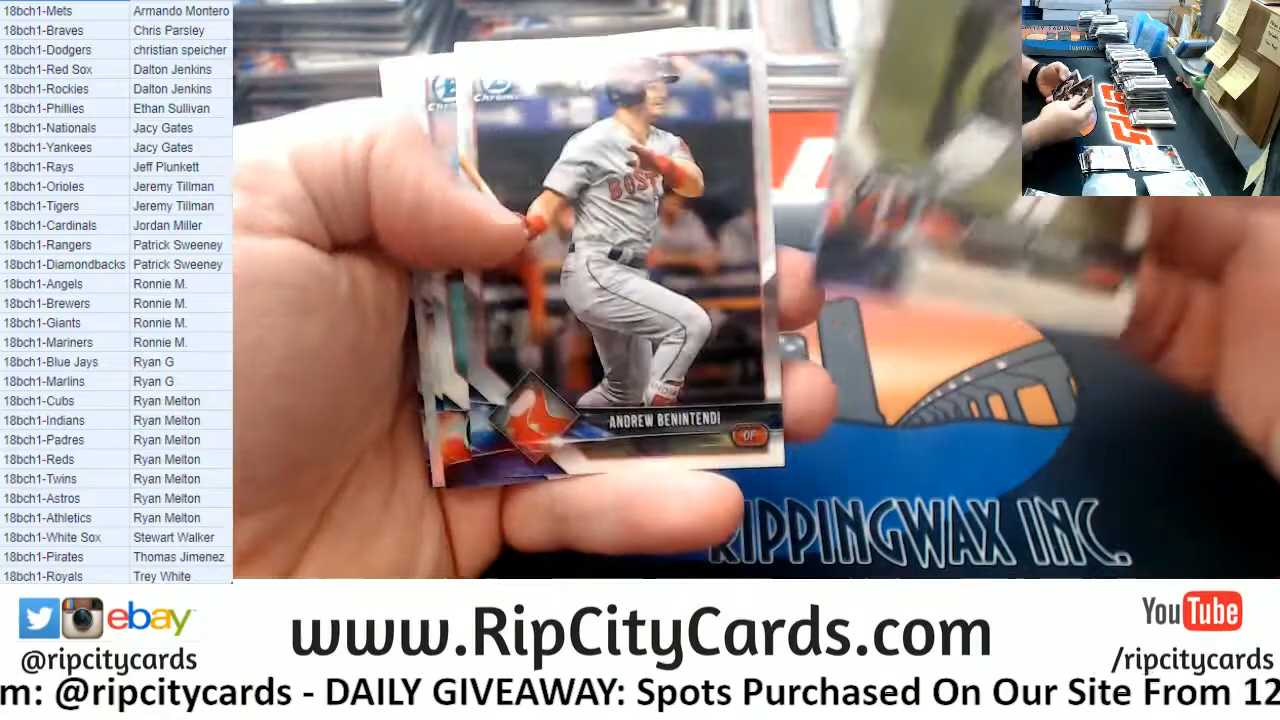 18bch1-Mets Armando Montero
18bch1-Braves Chris Parsley
18bch1-Dodgers christian speicher
18bch1-Red Sox Dalton Jenkins
18bch1-Rockies Dalton Jenkins
18bch1-Phillies Ethan Sullivan
18bch1-Nationals Jacy Gates
18bch1-Yankees Jacy Gates
18bch1-Rays Jeff Plunkett
18bch1-Orioles Jeremy Tillman
18bch1-Tigers Jeremy Tillman
18bch1-Cardinals Jordan Miller
18bch1-Rangers Patrick Sweeney
18bch1-Diamondbacks Patrick Sweeney
18bch1-Angels Ronnie M.
18bch1-Brewers Ronnie M.
18bch1-Giants Ronnie M.
18bch1-Mariners Ronnie M.
18bch1-Blue Jays Ryan G
18bch1-Marlins Ryan G
18bch1-Cubs Ryan Melton
18bch1-Indians Ryan Melton
18bch1-Padres Ryan Melton
18bch1-Reds Ryan Melton
18bch1-Twins Ryan Melton
18bch1-Astros Ryan Melton
18bch1-Athletics Ryan Melton
18bch1-White Sox Stewart Walker
18bch1-Pirates Thomas Jimenez
18bch1-Royals Trey White
BOST
ANDREW BENINTENDI
OF
RIPPINGWAX INC.
ebay
@ripcitycards
www.RipCityCards.com
YouTube
/ripcitycards
m: @ripcitycards - DAILY GIVEAWAY: Spots Purchased On Our Site From 12